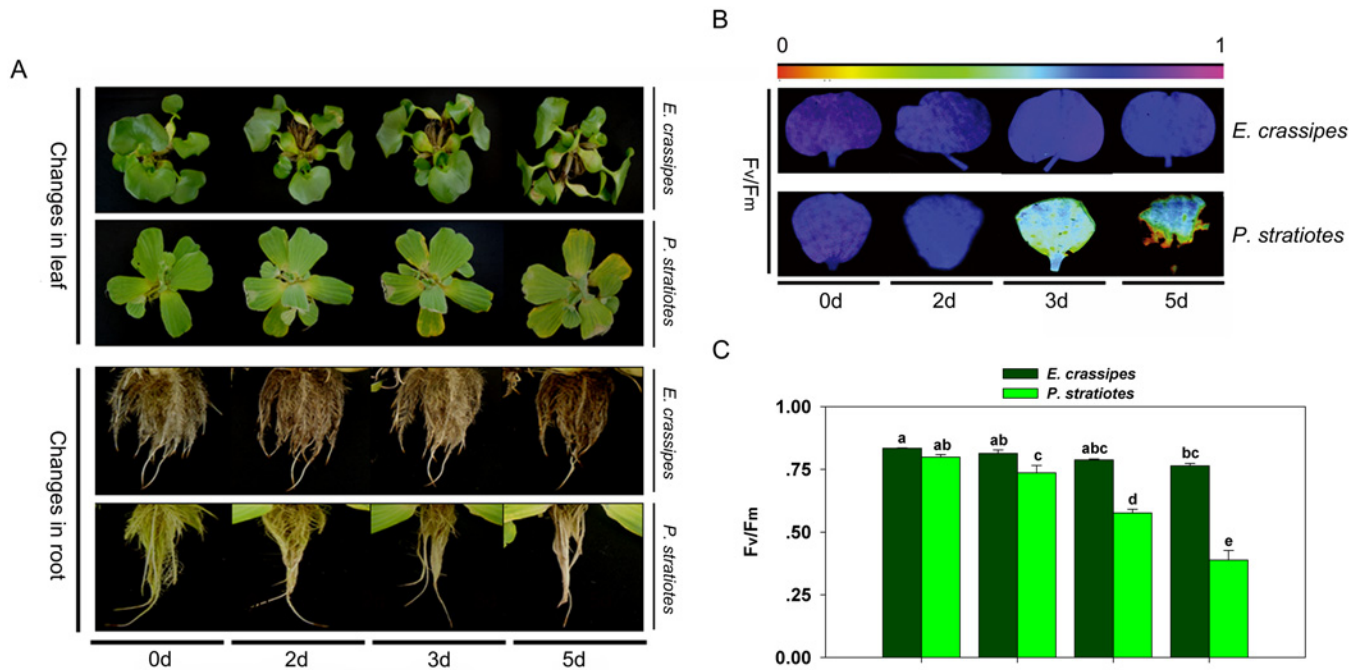 A
Changes in leaf
E. crassipes
P. stratiotes
Changes in root
E. crassipes
P. stratiotes
0d 2d 3d 5d
B
0 1
Fv/Fm
E. crassipes
P. stratiotes
0d 2d 3d 5d
C
E. crassipes
P. stratiotes
Fv/Fm
1.00
.75
.50
.25
0.00
a ab ab c abc d bc e